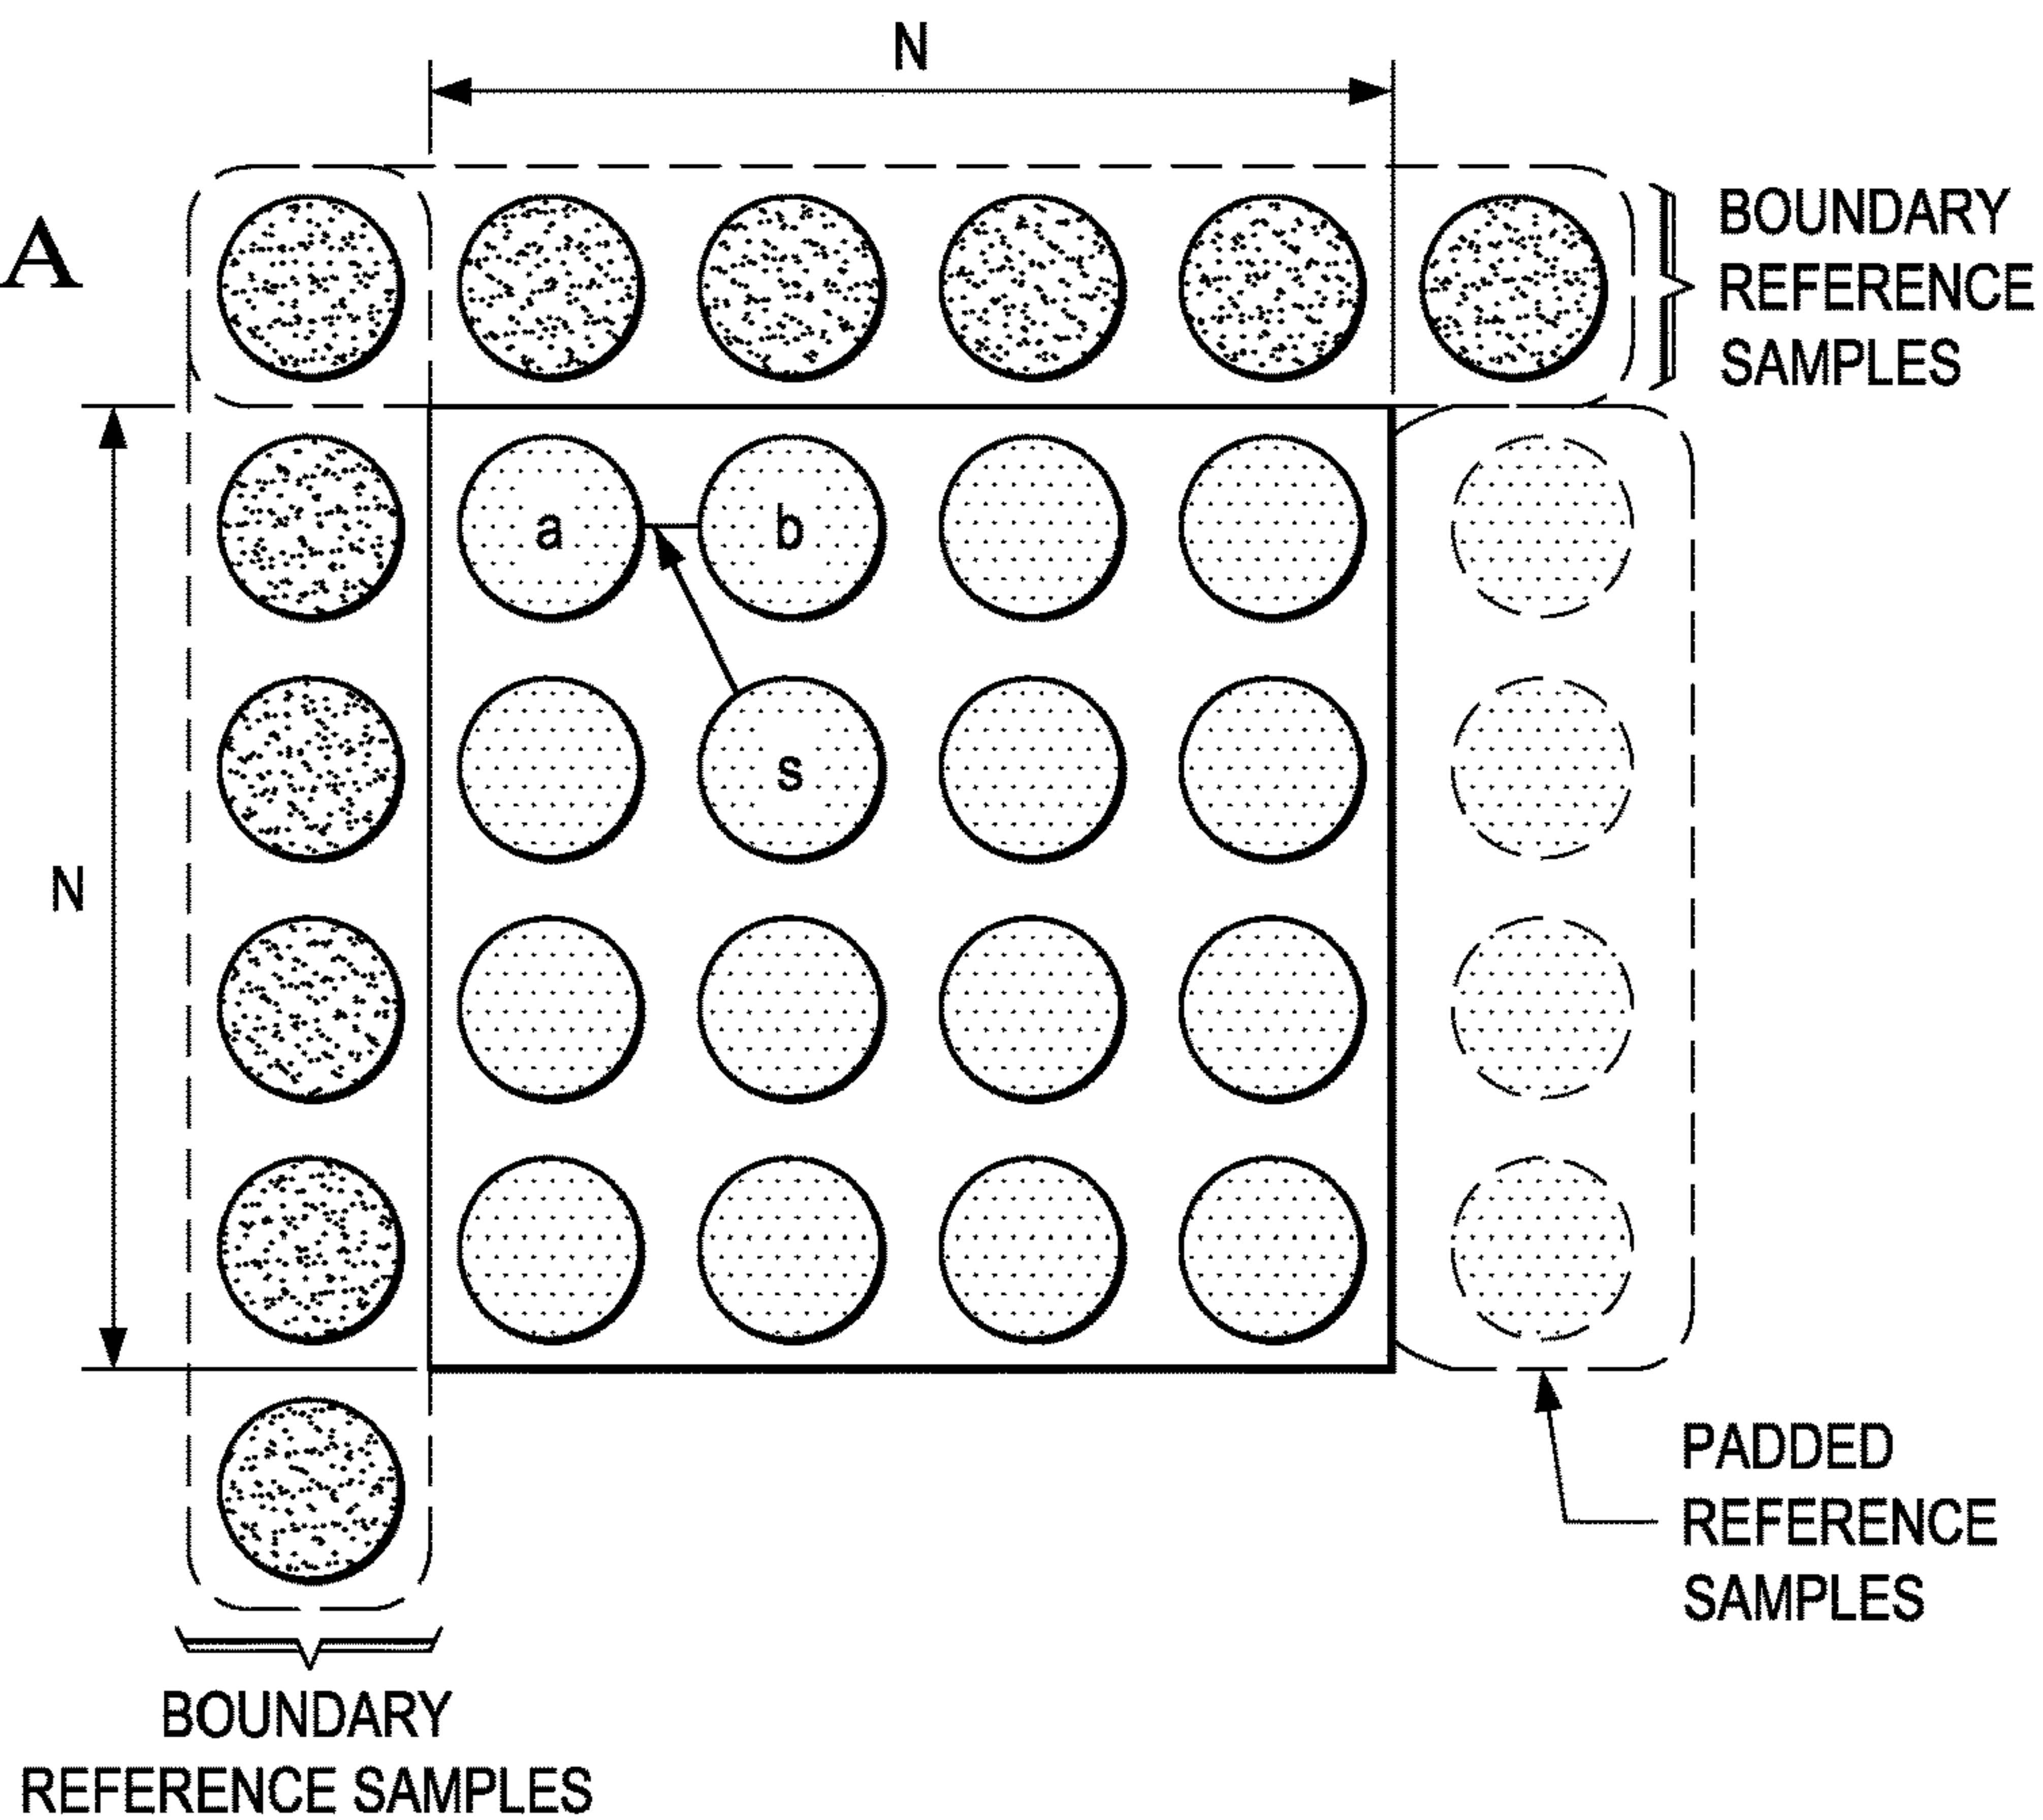 N
A
BOUNDARY
REFERENCE
SAMPLES
a
b
s
N
PADDED
REFERENCE
SAMPLES
BOUNDARY
REFERENCE SAMPLES